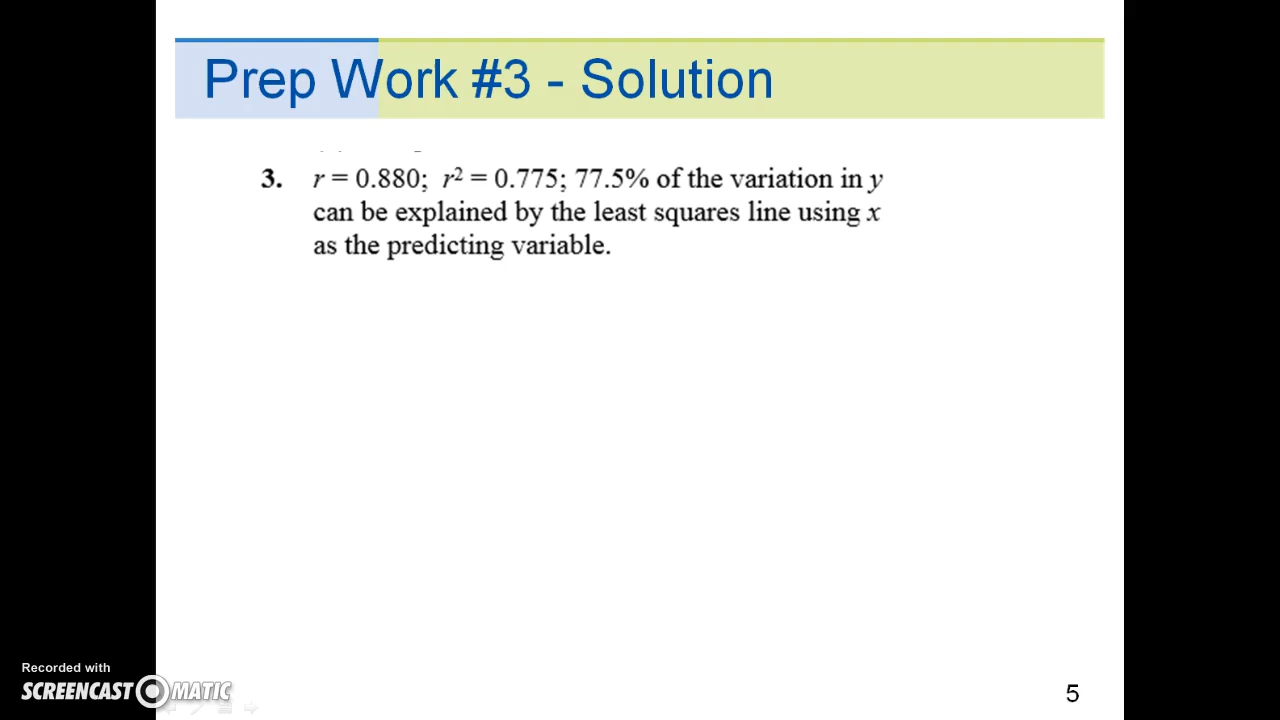 Prep Work #3 - Solution
3. r = 0.880; r² = 0.775; 77.5% of the variation in y
can be explained by the least squares line using x
as the predicting variable.
Recorded with
SCREENCAST MATIC
5